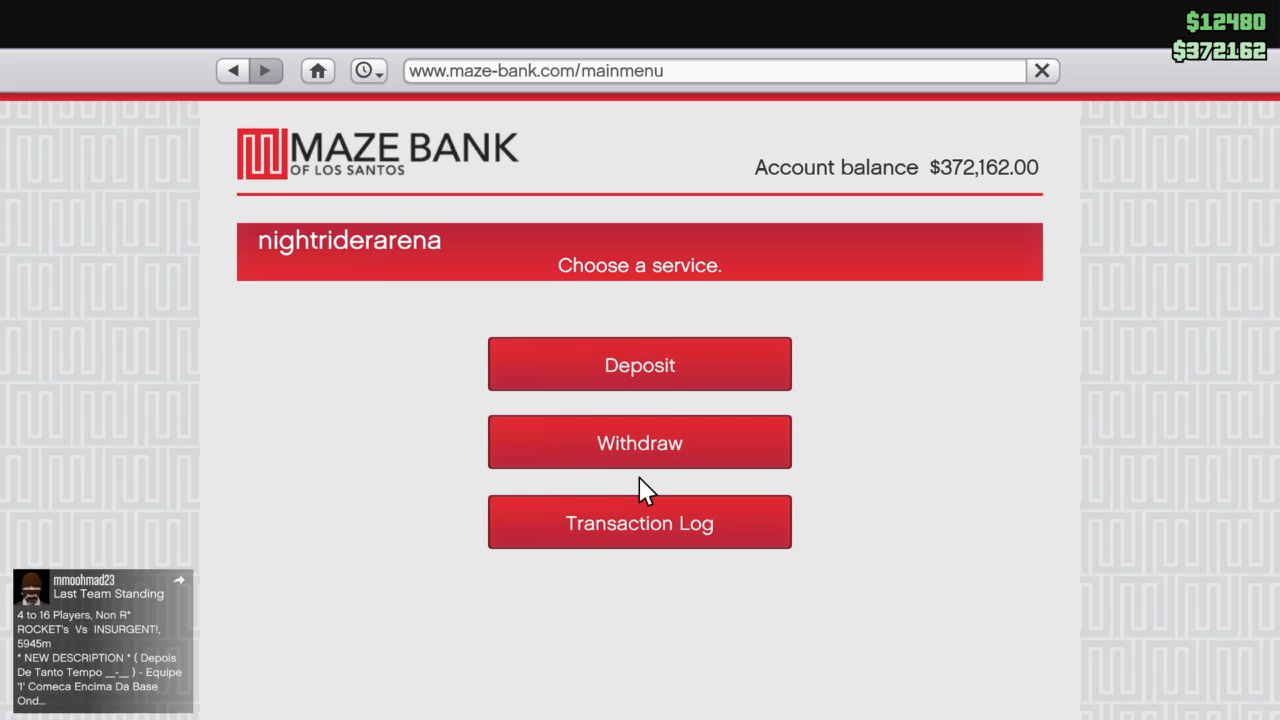 $12480
$372162
www.maze-bank.com/mainmenu
MAZE BANK
OF LOS SANTOS
Account balance $372,162.00
nightriderarena
Choose a service.
Deposit
Withdraw
Transaction Log
mmoohmad23
Last Team Standing
4 to 16 Players, Non R*
ROCKET's Vs INSURGENT!,
5945m
* NEW DESCRIPTION * ( Depois
De Tanto Tempo __-__ ) - Equipe
'1' Comeca Encima Da Base
Ond...